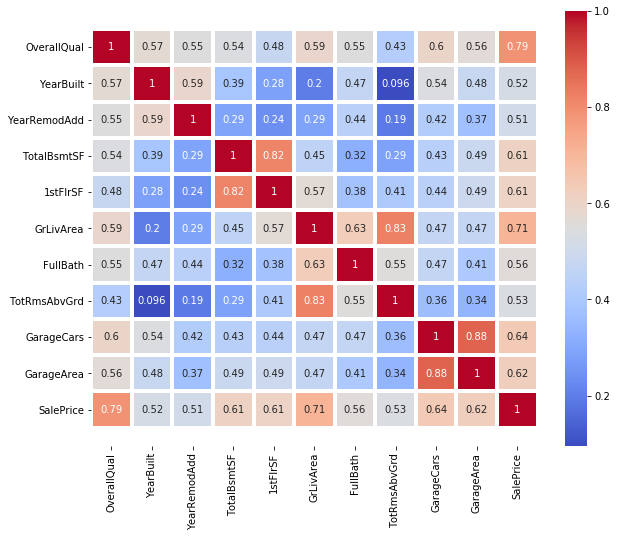 OverallQual 1 0.57 0.55 0.54 0.48 0.59 0.55 0.43 0.6 0.56 0.79
YearBuilt 0.57 1 0.59 0.39 0.28 0.2 0.47 0.096 0.54 0.48 0.52
YearRemodAdd 0.55 0.59 1 0.29 0.24 0.29 0.44 0.19 0.42 0.37 0.51
TotalBsmtSF 0.54 0.39 0.29 1 0.82 0.45 0.32 0.29 0.43 0.49 0.61
1stFlrSF 0.48 0.28 0.24 0.82 1 0.57 0.38 0.41 0.44 0.49 0.61
GrLivArea 0.59 0.2 0.29 0.45 0.57 1 0.63 0.83 0.47 0.47 0.71
FullBath 0.55 0.47 0.44 0.32 0.38 0.63 1 0.55 0.47 0.41 0.56
TotRmsAbvGrd 0.43 0.096 0.19 0.29 0.41 0.83 0.55 1 0.36 0.34 0.53
GarageCars 0.6 0.54 0.42 0.43 0.44 0.47 0.47 0.36 1 0.88 0.64
GarageArea 0.56 0.48 0.37 0.49 0.49 0.47 0.41 0.34 0.88 1 0.62
SalePrice 0.79 0.52 0.51 0.61 0.61 0.71 0.56 0.53 0.64 0.62 1
OverallQual
YearBuilt
YearRemodAdd
TotalBsmtSF
1stFlrSF
GrLivArea
FullBath
TotRmsAbvGrd
GarageCars
GarageArea
SalePrice
1.0
0.8
0.6
0.4
0.2